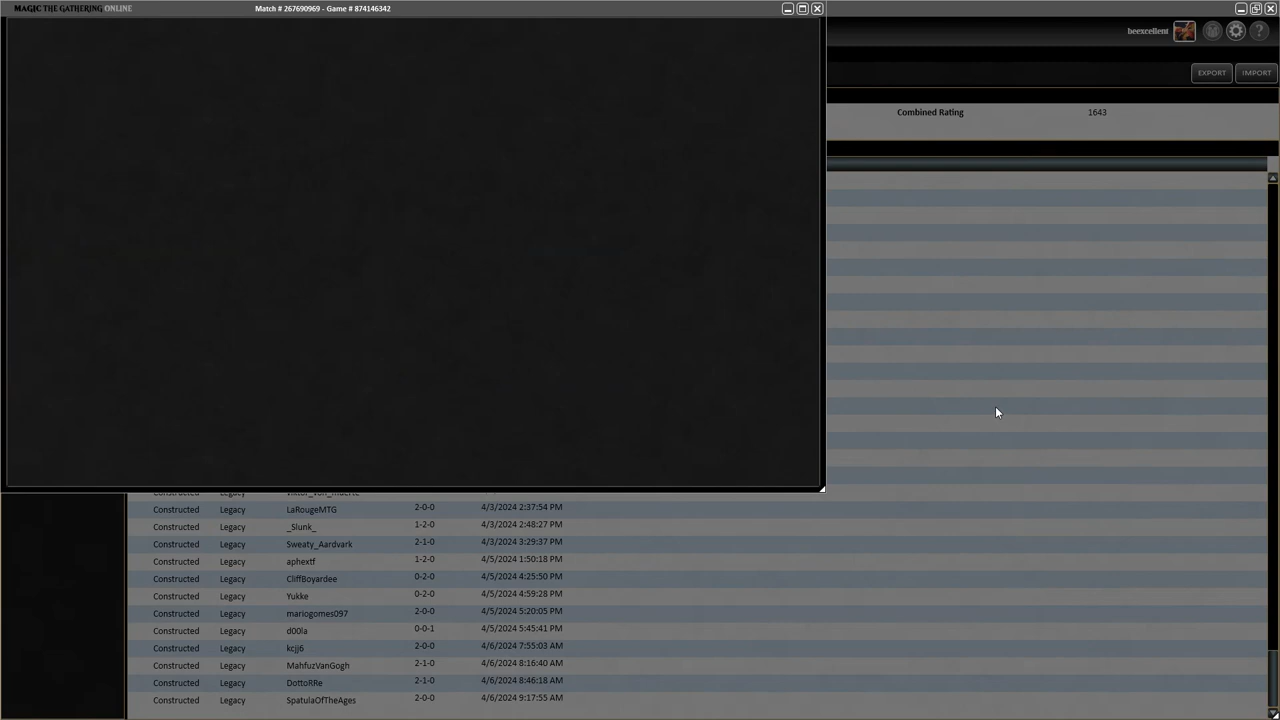 MAGIC THE GATHERING ONLINE Match # 267690969 - Game # 874146342
beexcellent
EXPORT IMPORT
Combined Rating 1643
Constructed Legacy
Constructed Legacy LaRougeMTG 2-0-0 4/3/2024 2:37:54 PM
Constructed Legacy _Slunk_ 1-2-0 4/3/2024 2:48:27 PM
Constructed Legacy Sweaty_Aardvark 2-1-0 4/3/2024 3:29:37 PM
Constructed Legacy aphextf 1-2-0 4/5/2024 1:50:18 PM
Constructed Legacy CliffBoyardee 0-2-0 4/5/2024 4:25:50 PM
Constructed Legacy Yukke 0-2-0 4/5/2024 4:59:28 PM
Constructed Legacy mariogomes097 2-0-0 4/5/2024 5:20:05 PM
Constructed Legacy d00la 0-0-1 4/5/2024 5:45:41 PM
Constructed Legacy kcjj6 2-0-0 4/6/2024 7:55:03 AM
Constructed Legacy MahfuzVanGogh 2-1-0 4/6/2024 8:16:40 AM
Constructed Legacy DottoRRe 2-1-0 4/6/2024 8:46:18 AM
Constructed Legacy SpatulaOfTheAges 2-0-0 4/6/2024 9:17:55 AM